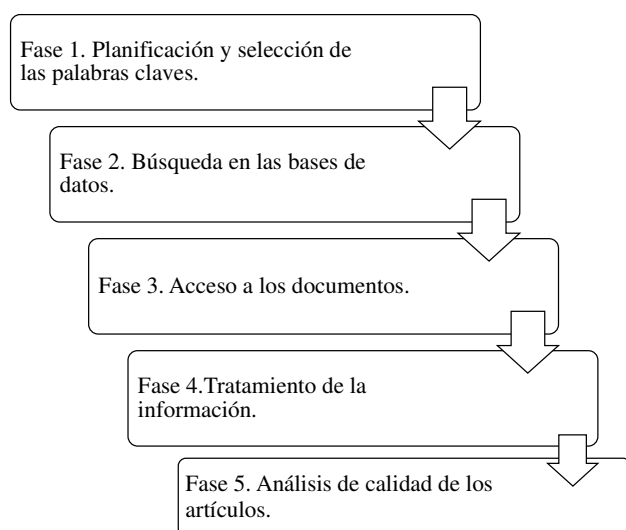 Fase 1. Planificación y selección de
las palabras claves.
Fase 2. Búsqueda en las bases de
datos.
Fase 3. Acceso a los documentos.
Fase 4.Tratamiento de la
información.
Fase 5. Análisis de calidad de los
artículos.